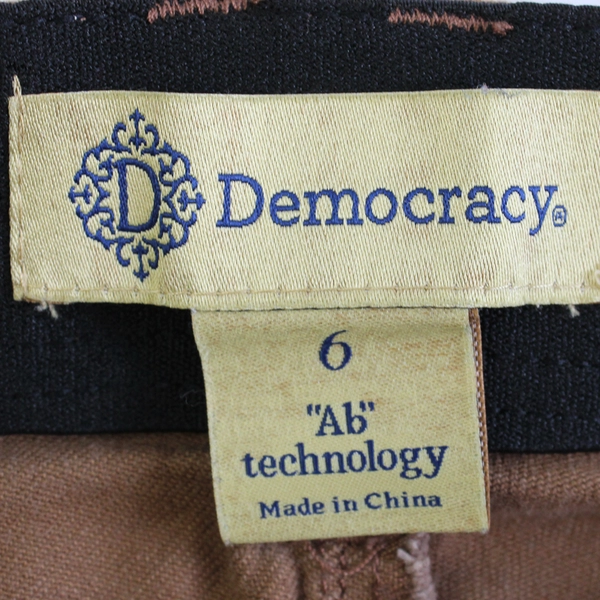 D Democracy®
6
"Ab"
technology
Made in China